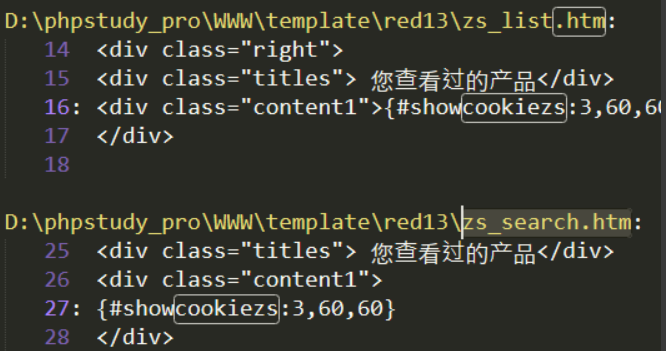 D:\phpstudy_pro\WWW\template\red13\zs_list.htm:
14 <div class="right">
15 <div class="titles"> 您查看过的产品</div>
16: <div class="content1">{#showcookiezs:3,60,60
17 </div>
18
D:\phpstudy_pro\WWW\template\red13\zs_search.htm:
25 <div class="titles"> 您查看过的产品</div>
26 <div class="content1">
27: {#showcookiezs:3,60,60}
28 </div>